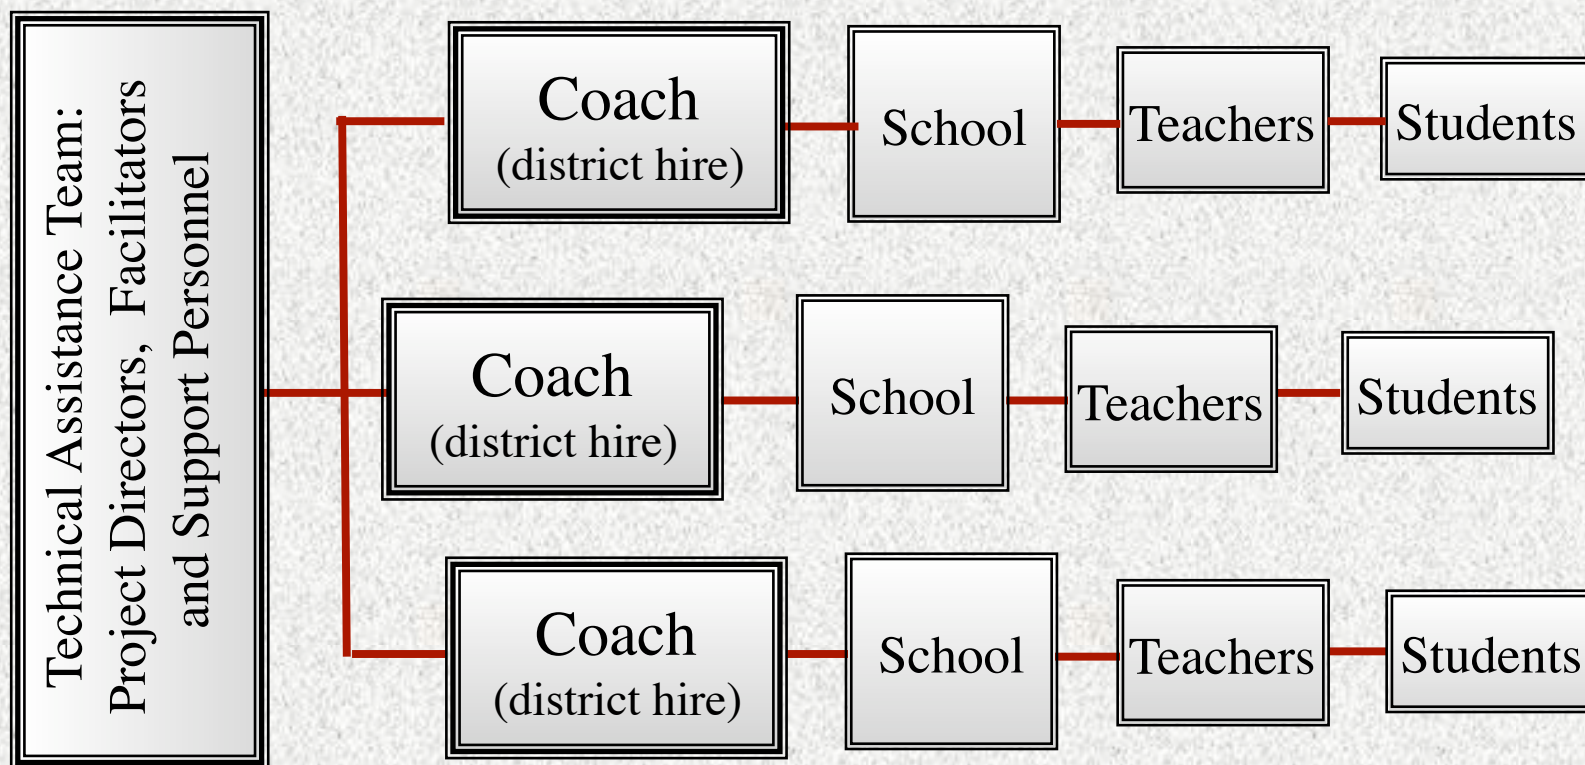 Technical Assistance Team:
Project Directors, Facilitators
and Support Personnel
Coach
(district hire)
School
Teachers
Students
Coach
(district hire)
School
Teachers
Students
Coach
(district hire)
School
Teachers
Students